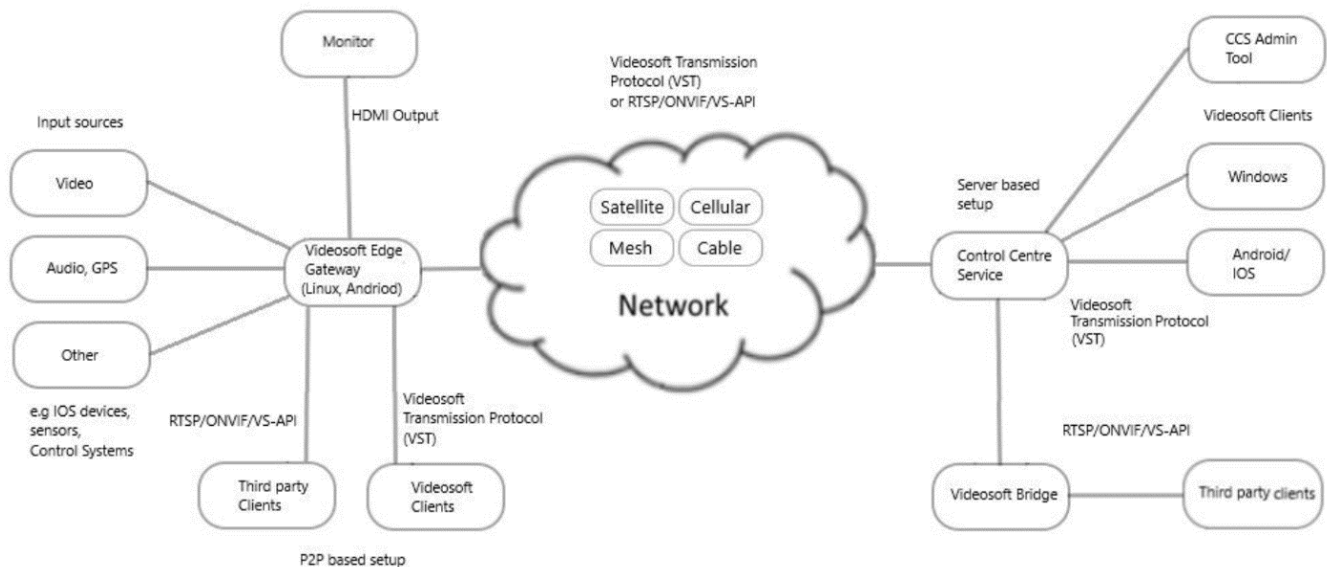 Monitor
HDMI Output
Input sources
Video
Audio, GPS
Other
e.g IOS devices,
sensors,
Control Systems
Videosoft Edge
Gateway
(Linux, Andriod)
RTSP/ONVIF/VS-API
Videosoft
Transmission Protocol
(VST)
Third party
Clients
Videosoft
Clients
P2P based setup
Videosoft Transmission
Protocol (VST)
or RTSP/ONVIF/VS-API
Satellite
Cellular
Mesh
Cable
Network
Server based
setup
Control Centre
Service
CCS Admin
Tool
Videosoft Clients
Windows
Android/
IOS
Videosoft
Transmission Protocol
(VST)
RTSP/ONVIF/VS-API
Videosoft Bridge
Third party clients